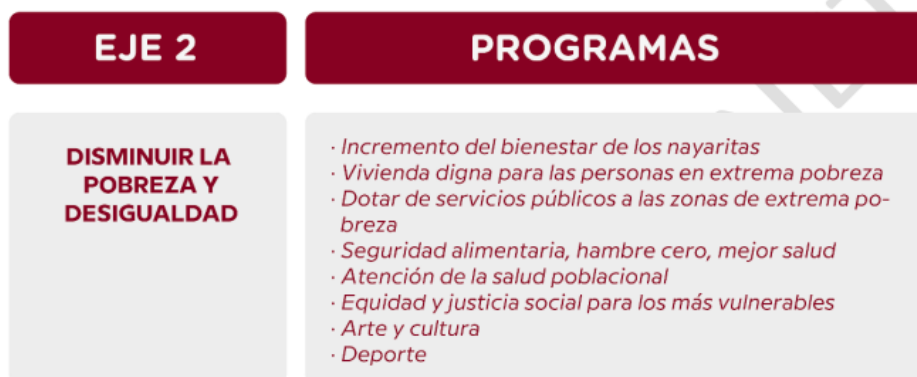 EJE 2
PROGRAMAS
DISMINUIR LA
POBREZA Y
DESIGUALDAD
· Incremento del bienestar de los nayaritas
· Vivienda digna para las personas en extrema pobreza
· Dotar de servicios públicos a las zonas de extrema po-
breza
· Seguridad alimentaria, hambre cero, mejor salud
· Atención de la salud poblacional
· Equidad y justicia social para los más vulnerables
· Arte y cultura
· Deporte